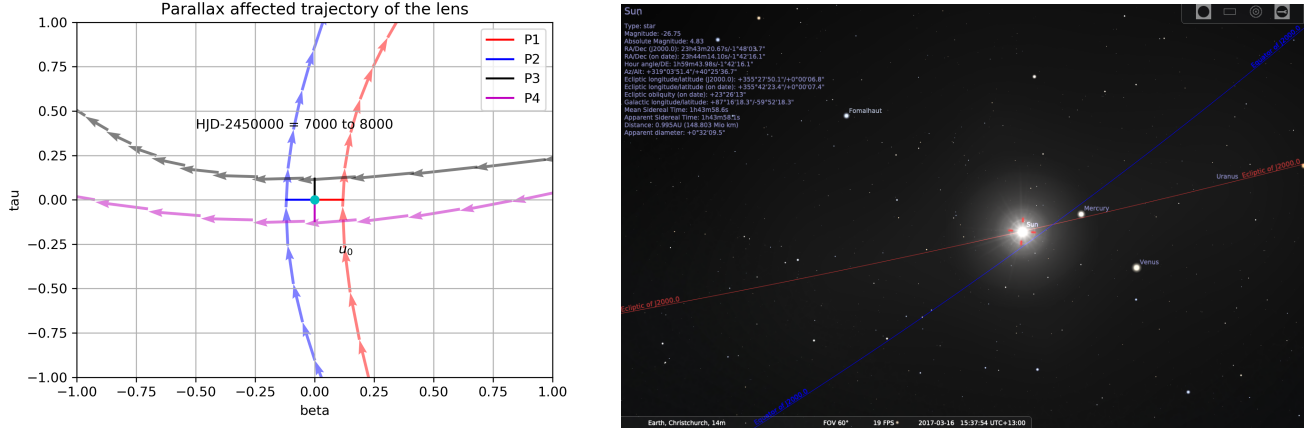 Parallax affected trajectory of the lens
1.00
0.75
0.50
0.25
0.00
−0.25
−0.50
−0.75
−1.00
tau
P1
P2
P3
P4
HJD-2450000 = 7000 to 8000
u0
−1.00 −0.75 −0.50 −0.25 0.00 0.25 0.50 0.75 1.00
beta
Sun
Type: star
Magnitude: -26.75
Absolute Magnitude: 4.83
RA/Dec (J2000.0): 23h43m20.67s/-1°48'03.7"
RA/Dec (on date): 23h44m14.10s/-1°42'16.1"
Hour angle/DE: 1h59m43.98s/-1°42'16.1"
Az/Alt: +319°03'51.4"/+40°25'36.7"
Ecliptic longitude/latitude (J2000.0): +355°27'50.1"/+0°00'06.8"
Ecliptic longitude/latitude (on date): +355°42'23.4"/+0°00'07.4"
Ecliptic obliquity (on date): +23°26'13"
Galactic longitude/latitude: +87°16'18.3"/-59°52'18.3"
Mean Sidereal Time: 1h43m58.6s
Apparent Sidereal Time: 1h43m58.1s
Distance: 0.995AU (148.803 Mio km)
Apparent diameter: +0°32'09.5"
Fomalhaut
Uranus
Ecliptic of J2000.0
Mercury
Sun
Venus
Ecliptic of J2000.0
Earth, Christchurch, 14m FOV 60° 19 FPS 2017-03-16 15:37:54 UTC+13:00